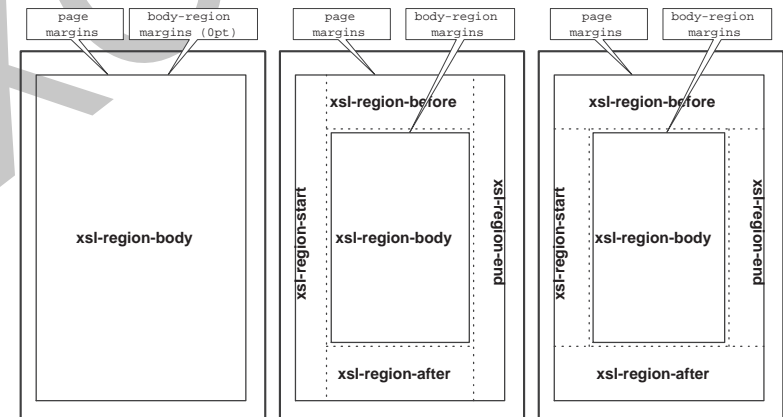 page
margins
body-region
margins (0pt)
xsl-region-body
page
margins
body-region
margins
xsl-region-before
xsl-region-start
xsl-region-body
xsl-region-end
xsl-region-after
page
margins
body-region
margins
xsl-region-before
xsl-region-start
xsl-region-body
xsl-region-end
xsl-region-after